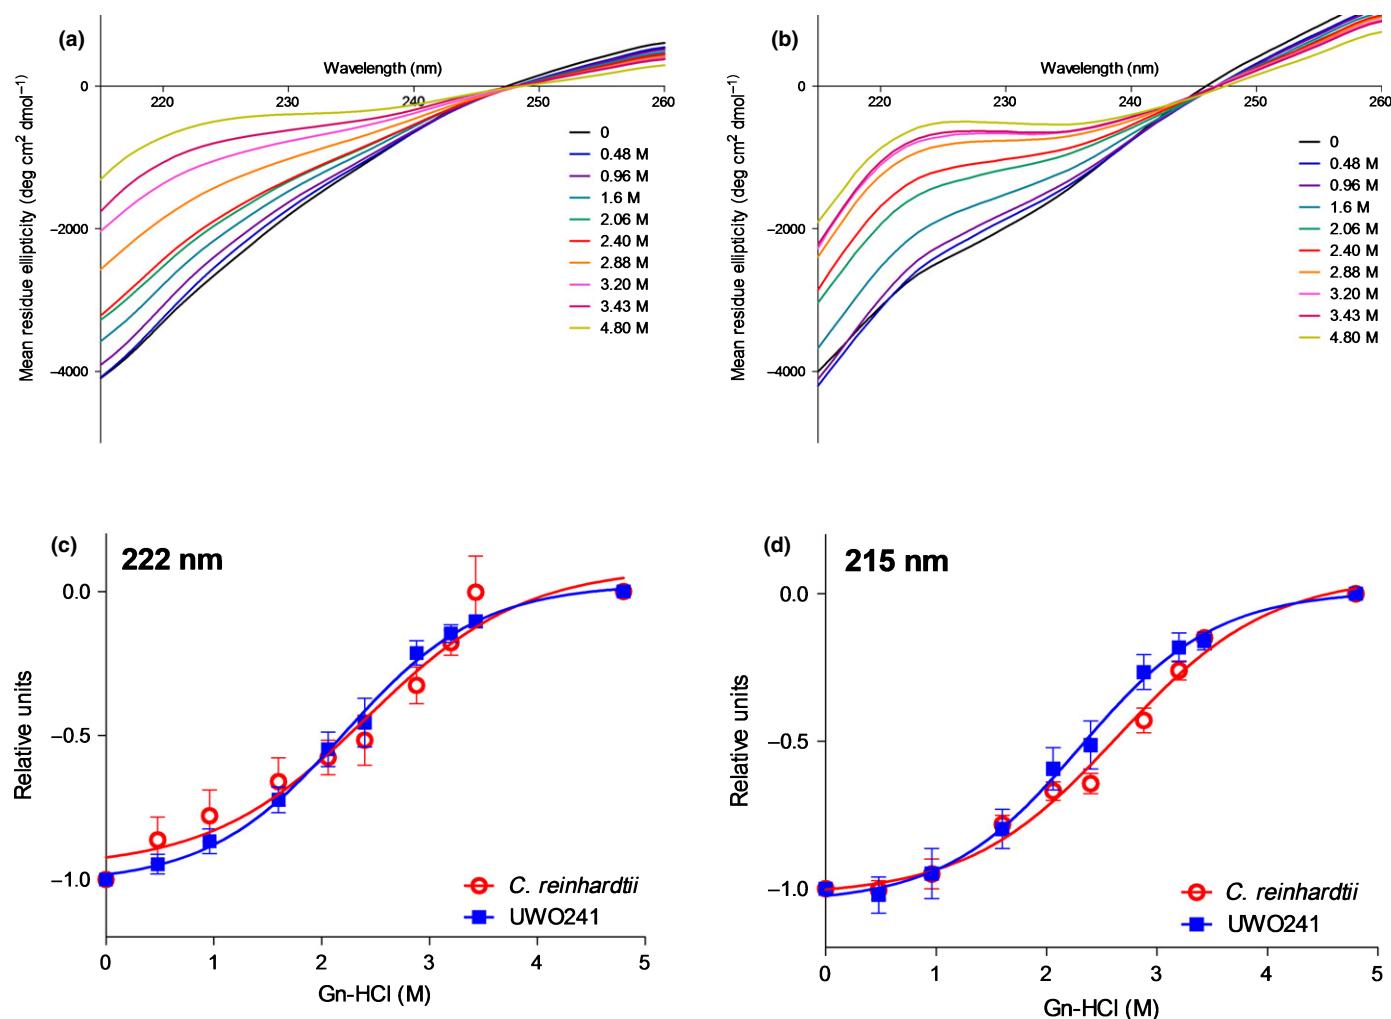 (a)
Wavelength (nm)
0
220
230
240
250
260
–2000
–4000
Mean residue ellipticity (deg cm² dmol⁻¹)
0
0.48 M
0.96 M
1.6 M
2.06 M
2.40 M
2.88 M
3.20 M
3.43 M
4.80 M
(b)
Wavelength (nm)
0
220
230
240
250
260
–2000
–4000
Mean residue ellipticity (deg cm² dmol⁻¹)
0
0.48 M
0.96 M
1.6 M
2.06 M
2.40 M
2.88 M
3.20 M
3.43 M
4.80 M
(c)
222 nm
0.0
–0.5
–1.0
Relative units
C. reinhardtii
UWO241
0
1
2
3
4
5
Gn-HCl (M)
(d)
215 nm
0.0
–0.5
–1.0
Relative units
C. reinhardtii
UWO241
0
1
2
3
4
5
Gn-HCl (M)